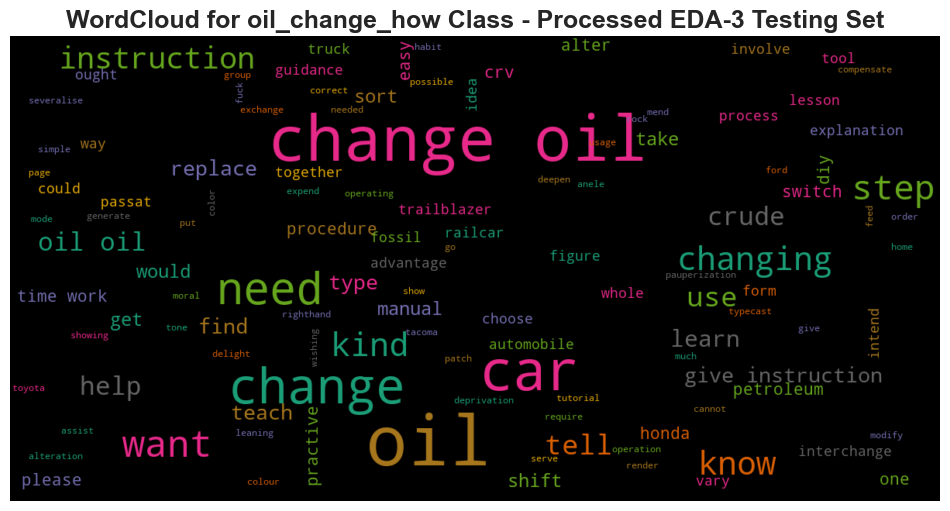 WordCloud for oil_change_how Class - Processed EDA-3 Testing Set
instruction
truck
easy
habit
alter
involve
tool
ought
group
guidance
correct
possible
crv
compensate
severalise
fuck
exchange
needed
sort
idea
lesson
change oil
usage
mend
take
process
explanation
simple
way
replace
together
deepen
anele
ford
diy
switch
step
page
could
passat
color
expend
operating
mode
generate
put
trailblazer
crude
feed
order
oil oil
procedure
fossil
railcar
go
home
would
advantage
figure
changing
pauperization
time work
moral
need
type
show
manual
whole
use
form
intend
get
tone
find
righthand
tacoma
choose
typecast
give
showing
wishing
kind
automobile
learn
much
delight
patch
toyota
help
change
car
give instruction
petroleum
deprivation
tutorial
teach
practive
require
cannot
assist
want
leaning
oil
tell
honda
modify
operation
interchange
alteration
serve
render
know
please
colour
shift
vary
one